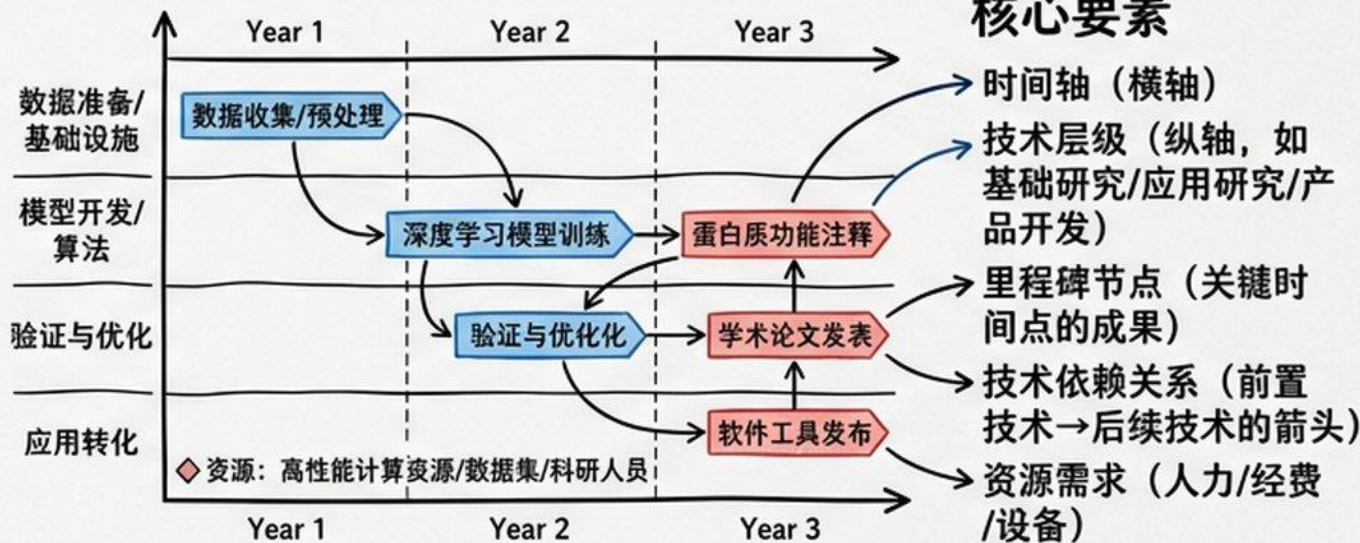 Year 1
Year 2
Year 3
核心要素
数据准备/
基础设施
数据收集/预处理
模型开发/
算法
深度学习模型训练
蛋白质功能注释
验证与优化
验证与优化化
学术论文发表
应用转化
软件工具发布
资源：高性能计算资源/数据集/科研人员
Year 1
Year 2
Year 3
时间轴（横轴）
技术层级（纵轴，如
基础研究/应用研究/产
品开发）
里程碑节点（关键时
间点的成果）
技术依赖关系（前置
技术→后续技术的箭头）
资源需求（人力/经费
/设备）